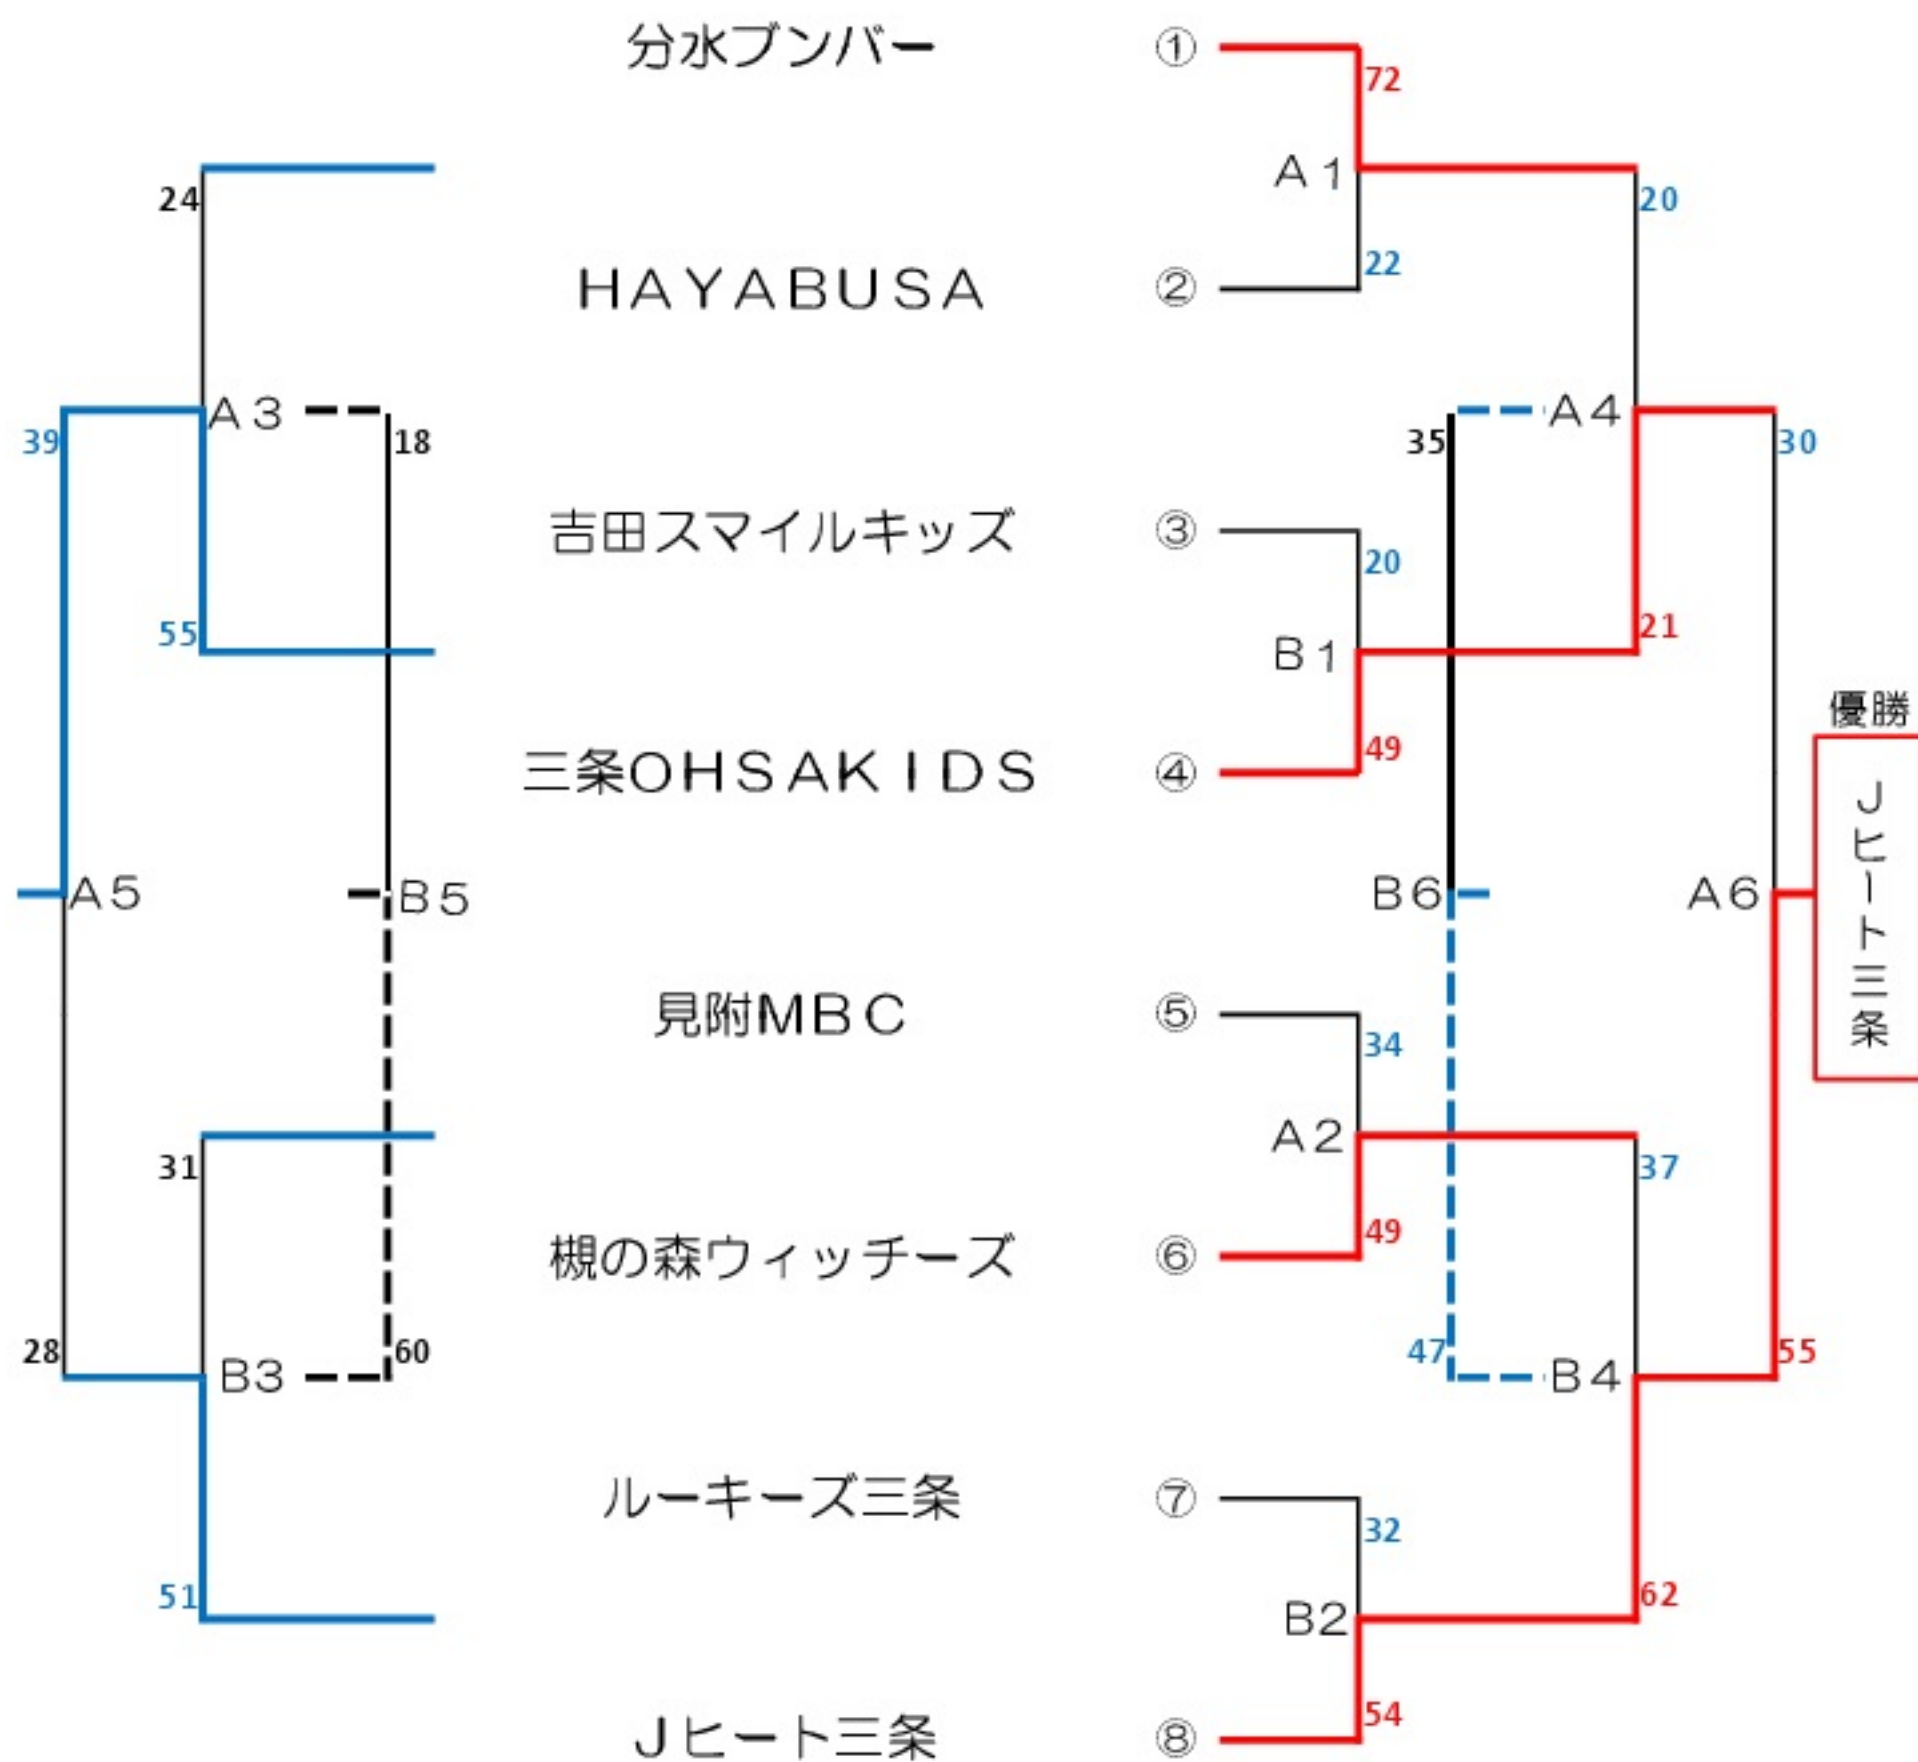 分水ブンバー ①
72
A1
24
20
HAYABUSA ②
22
A3
18
35
A4
39
30
吉田スマイルキッズ ③
20
55
B1
21
優勝
Jヒート三条
三条OHSAKIDS ④
49
A5
B5
B6
A6
見附MBC ⑤
34
A2
31
37
槻の森ウィッチーズ ⑥
49
28
60
47
55
B3
B4
ルーキーズ三条 ⑦
32
51
62
B2
Jヒート三条 ⑧
54